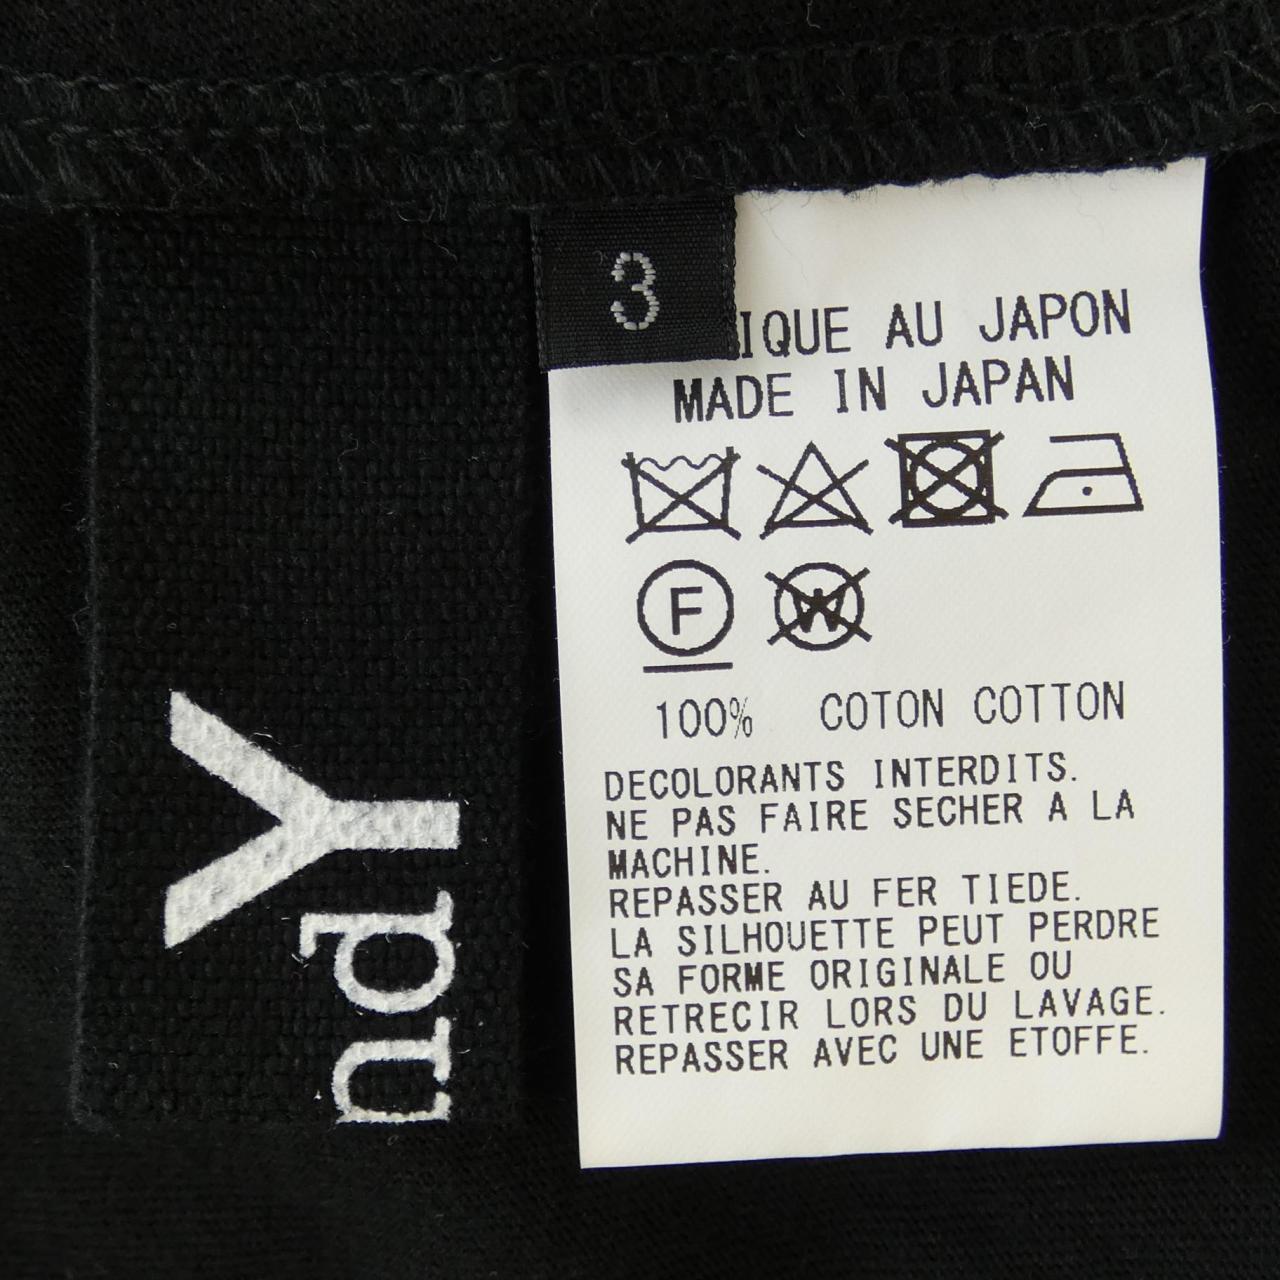 3
IQUE AU JAPON
MADE IN JAPAN
F
W
100% COTON COTTON
DECOLORANTS INTERDITS.
NE PAS FAIRE SECHER A LA
MACHINE.
REPASSER AU FER TIEDE.
LA SILHOUETTE PEUT PERDRE
SA FORME ORIGINALE OU
RETRECIR LORS DU LAVAGE.
REPASSER AVEC UNE ETOFFE.
ndY